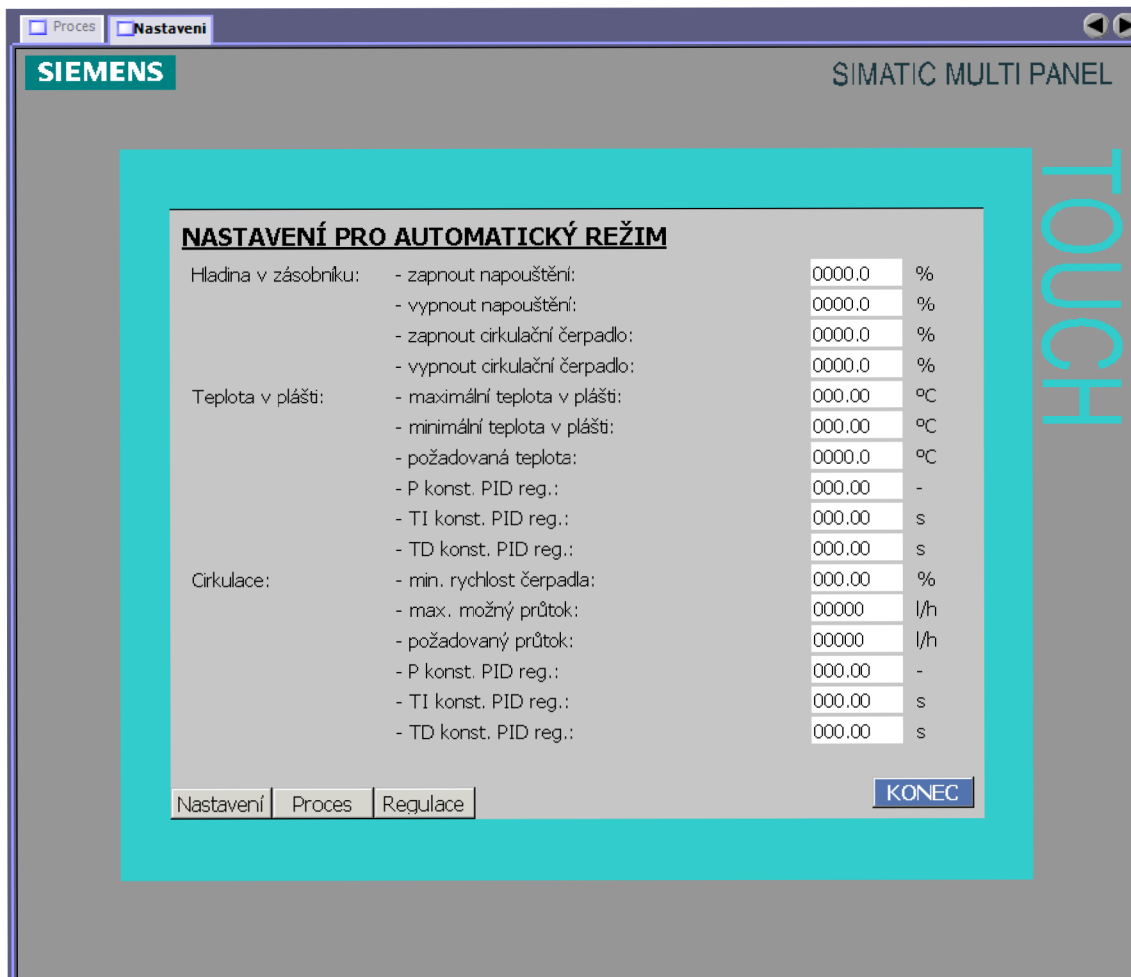 Proces Nastaveni
SIEMENS SIMATIC MULTI PANEL
TOUCH
NASTAVENÍ PRO AUTOMATICKÝ REŽIM
Hladina v zásobníku: - zapnout napouštění: 0000.0 %
- vypnout napouštění: 0000.0 %
- zapnout cirkulační čerpadlo: 0000.0 %
- vypnout cirkulační čerpadlo: 0000.0 %
Teplota v plášti: - maximální teplota v plášti: 000.00 °C
- minimální teplota v plášti: 000.00 °C
- požadovaná teplota: 0000.0 °C
- P konst. PID reg.: 000.00 -
- TI konst. PID reg.: 000.00 s
- TD konst. PID reg.: 000.00 s
Cirkulace: - min. rychlost čerpadla: 000.00 %
- max. možný průtok: 00000 l/h
- požadovaný průtok: 00000 l/h
- P konst. PID reg.: 000.00 -
- TI konst. PID reg.: 000.00 s
- TD konst. PID reg.: 000.00 s
Nastavení Proces Regulace KONEC